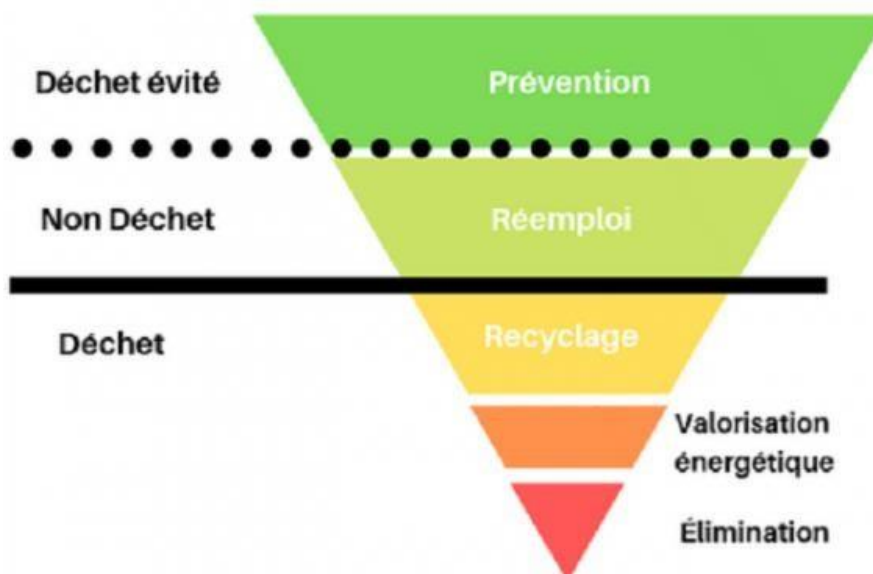 Déchet évité
Prévention
Non Déchet
Réemploi
Déchet
Recyclage
Valorisation
énergétique
Élimination